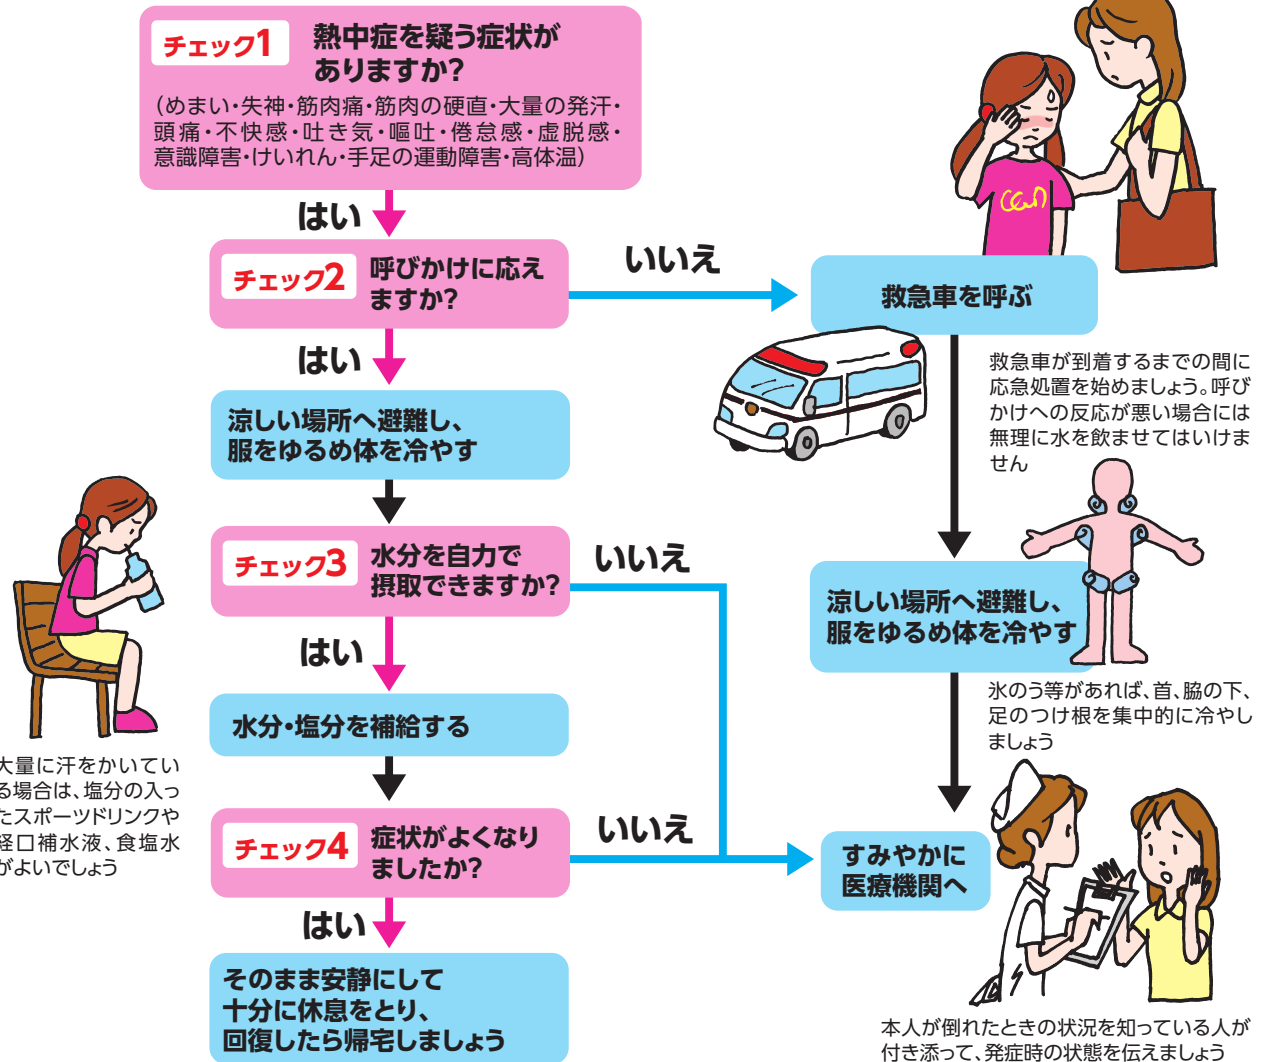 チェック1
熱中症を疑う症状が
ありますか?
(めまい・失神・筋肉痛・筋肉の硬直・大量の発汗・
頭痛・不快感・吐き気・嘔吐・倦怠感・虚脱感・
意識障害・けいれん・手足の運動障害・高体温)
はい
チェック2
呼びかけに応え
ますか?
いいえ
救急車を呼ぶ
救急車が到着するまでの間に
応急処置を始めましょう。呼び
かけへの反応が悪い場合には
無理に水を飲ませてはいけま
せん
はい
涼しい場所へ避難し、
服をゆるめ体を冷やす
チェック3
水分を自力で
摂取できますか?
いいえ
涼しい場所へ避難し、
服をゆるめ体を冷やす
氷のう等があれば、首、脇の下、
足のつけ根を集中的に冷やし
ましょう
はい
水分・塩分を補給する
大量に汗をかいてい
る場合は、塩分の入っ
たスポーツドリンクや
経口補水液、食塩水
がよいでしょう
チェック4
症状がよくなり
ましたか?
いいえ
すみやかに
医療機関へ
はい
そのまま安静にして
十分に休息をとり、
回復したら帰宅しましょう
本人が倒れたときの状況を知っている人が
付き添って、発症時の状態を伝えましょう